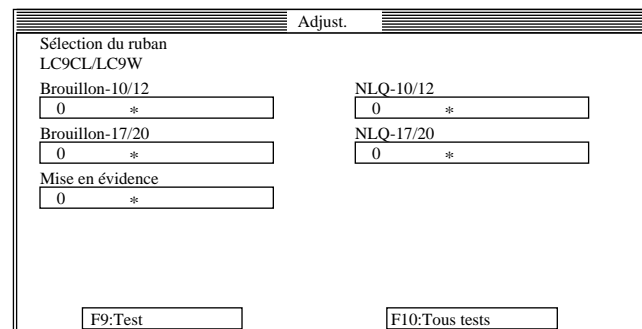 Adjust.
Sélection du ruban
LC9CL/LC9W
Brouillon-10/12 NLQ-10/12
0 * 0 *
Brouillon-17/20 NLQ-17/20
0 * 0 *
Mise en évidence
0 *
F9:Test F10:Tous tests